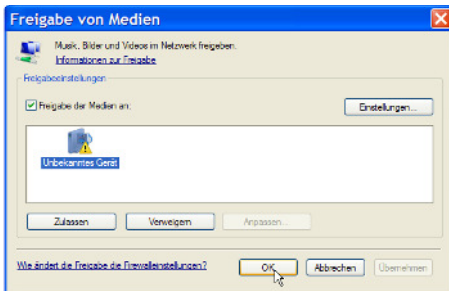 Freigabe von Medien
Musik, Bilder und Videos im Netzwerk freigeben.
Informationen zur Freigabe
Freigabeeinstellungen
Freigabe der Medien an:
Einstellungen...
Unbekanntes Gerät
Zulassen
Verweigern
Anpassen...
Wie ändert die Freigabe die Firewalleinstellungen?
OK
Abbrechen
Übernehmen